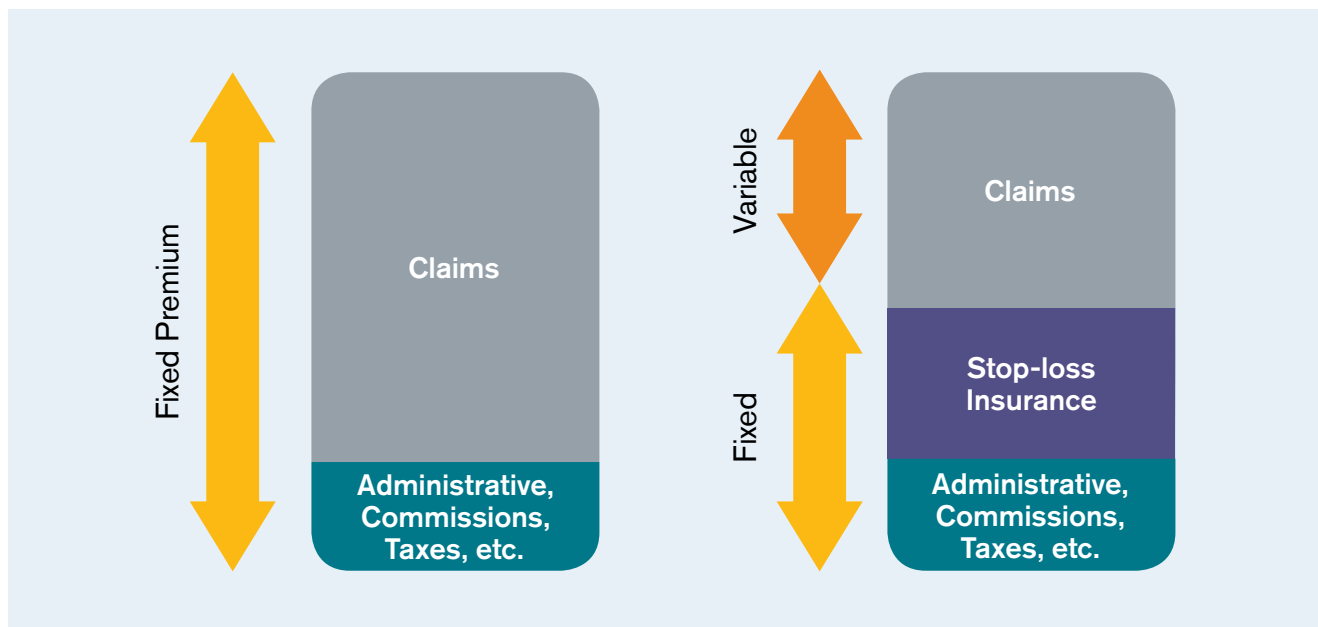 Fixed Premium
Claims
Administrative,
Commissions,
Taxes, etc.
Variable
Fixed
Claims
Stop-loss
Insurance
Administrative,
Commissions,
Taxes, etc.